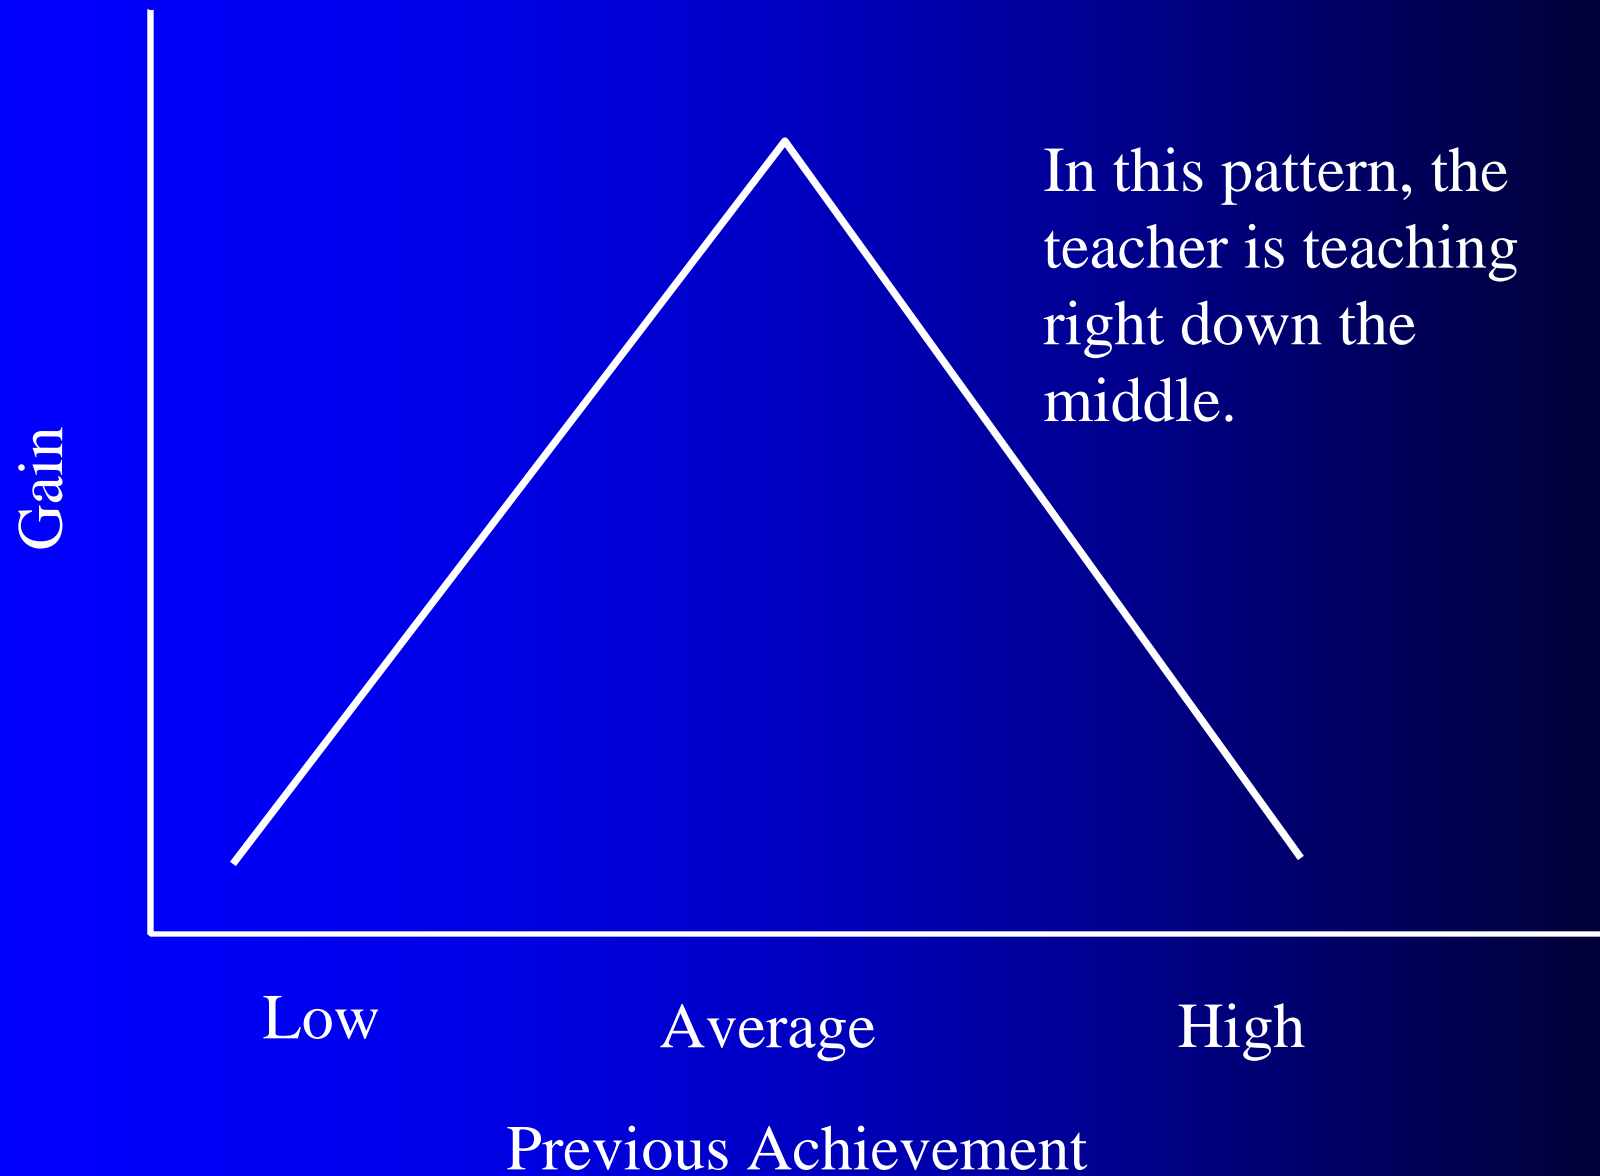 In this pattern, the
teacher is teaching
right down the
middle.
Gain
Low
Average
High
Previous Achievement